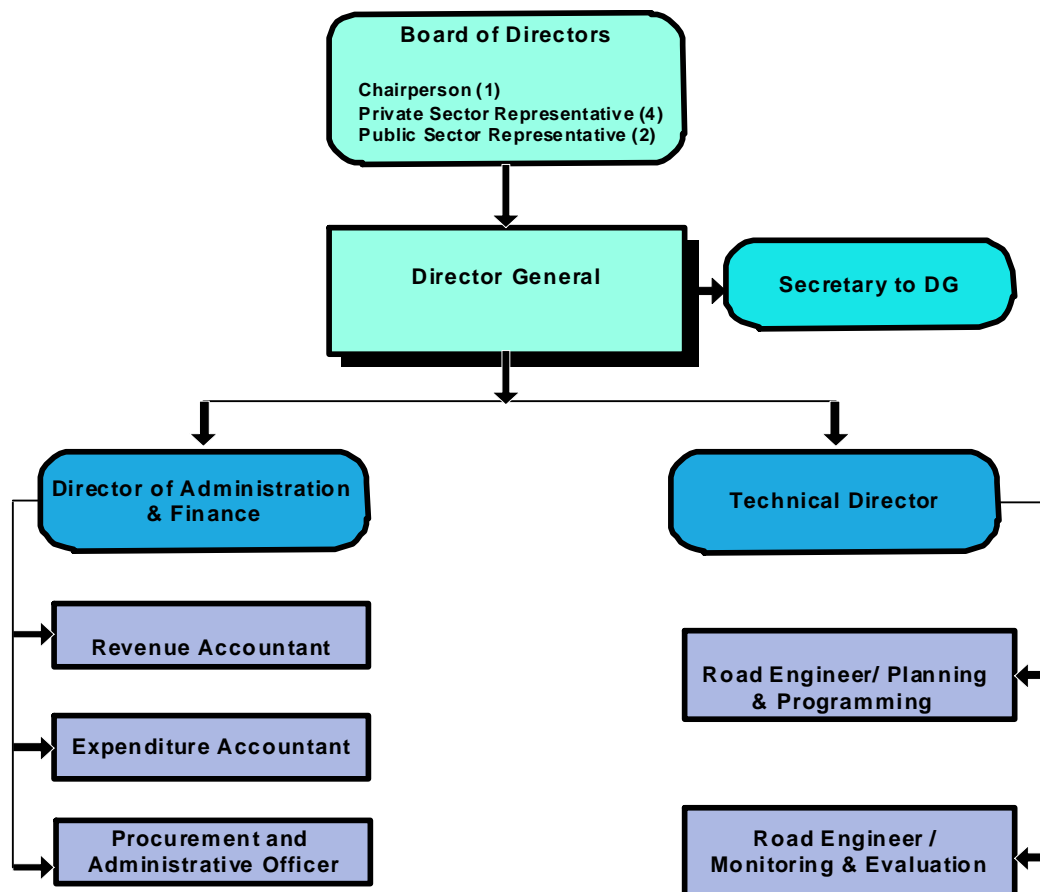 Board of Directors
Chairperson (1)
Private Sector Representative (4)
Public Sector Representative (2)
Director General
Secretary to DG
Director of Administration
& Finance
Technical Director
Revenue Accountant
Road Engineer/ Planning
& Programming
Expenditure Accountant
Procurement and
Administrative Officer
Road Engineer /
Monitoring & Evaluation